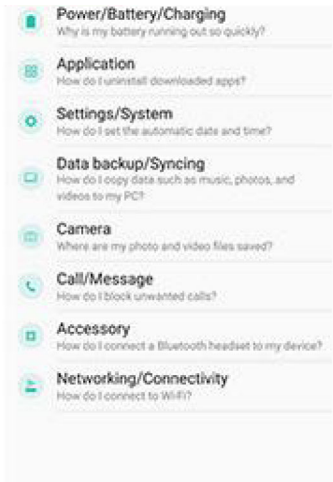 Power/Battery/Charging
Why is my battery running out so quickly?
Application
How do I uninstall downloaded apps?
Settings/System
How do I set the automatic date and time?
Data backup/Syncing
How do I copy data such as music, photos, and
videos to my PC?
Camera
Where are my photo and video files saved?
Call/Message
How do I block unwanted calls?
Accessory
How do I connect a Bluetooth headset to my device?
Networking/Connectivity
How do I connect to Wi-Fi?